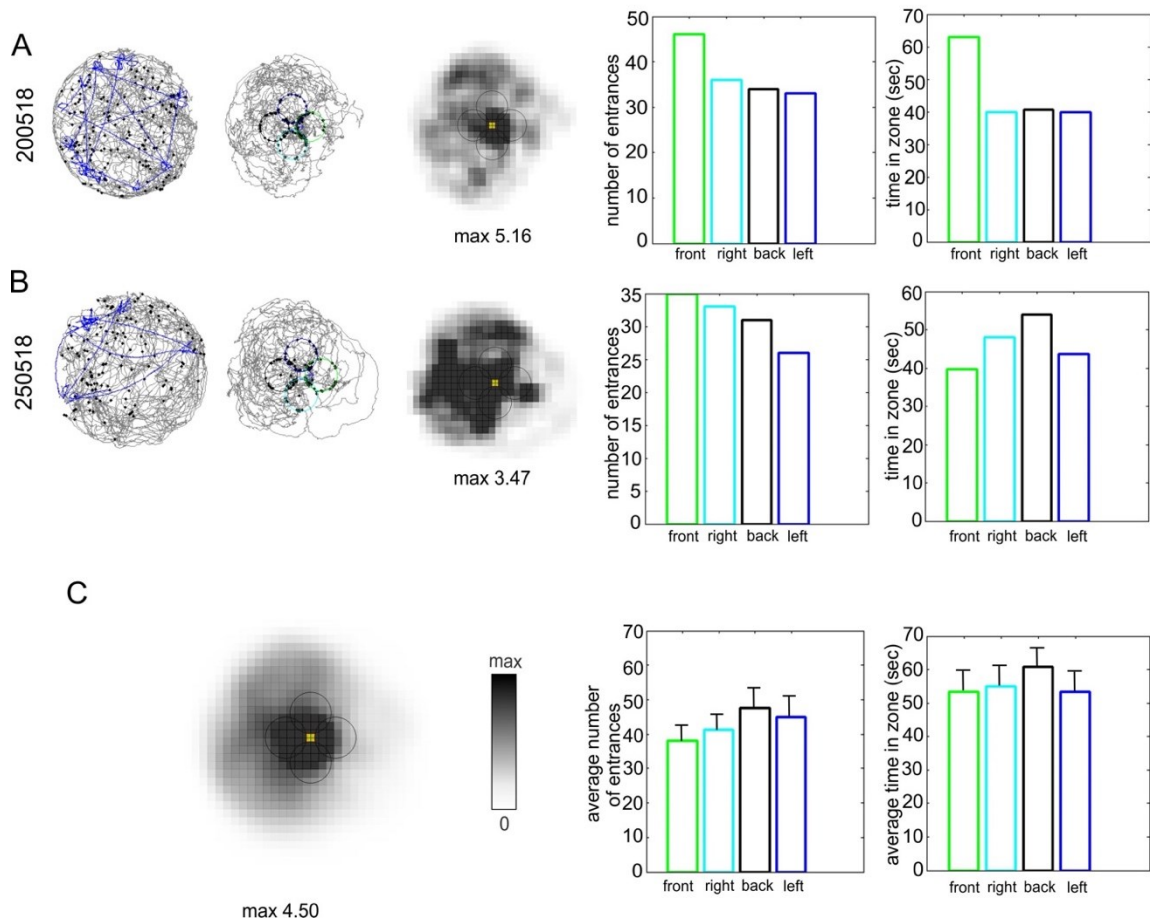 A
200518
max 5.16
number of entrances
50
40
30
20
10
0
front right back left
time in zone (sec)
70
60
50
40
30
20
10
0
front right back left
B
250518
max 3.47
number of entrances
35
30
25
20
15
10
5
0
front right back left
time in zone (sec)
60
50
40
30
20
10
0
front right back left
C
max 4.50
max
0
average number
of entrances
70
60
50
40
30
20
10
0
front right back left
average time in zone (sec)
70
60
50
40
30
20
10
0
front right back left